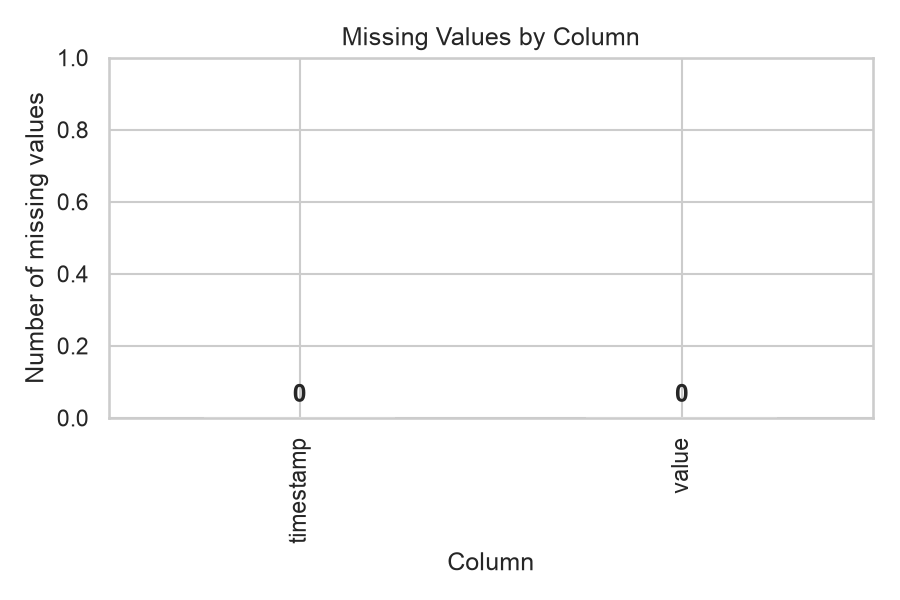 Missing Values by Column
Number of missing values
1.0
0.8
0.6
0.4
0.2
0.0
0
0
timestamp
value
Column